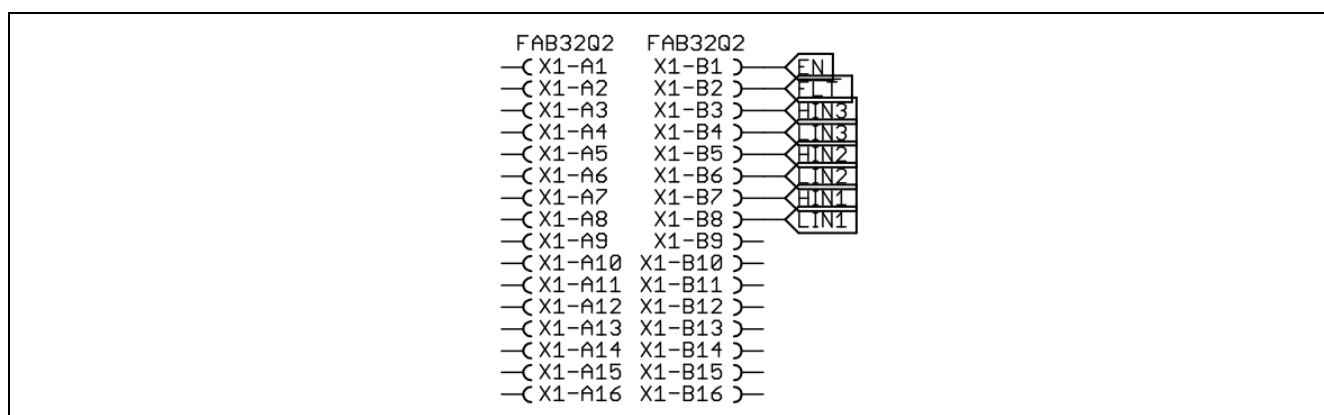 FAB32Q2 FAB32Q2
X1-A1 X1-B1 EN
X1-A2 X1-B2 FLT
X1-A3 X1-B3 HIN3
X1-A4 X1-B4 LIN3
X1-A5 X1-B5 HIN2
X1-A6 X1-B6 LIN2
X1-A7 X1-B7 HIN1
X1-A8 X1-B8 LIN1
X1-A9 X1-B9
X1-A10 X1-B10
X1-A11 X1-B11
X1-A12 X1-B12
X1-A13 X1-B13
X1-A14 X1-B14
X1-A15 X1-B15
X1-A16 X1-B16